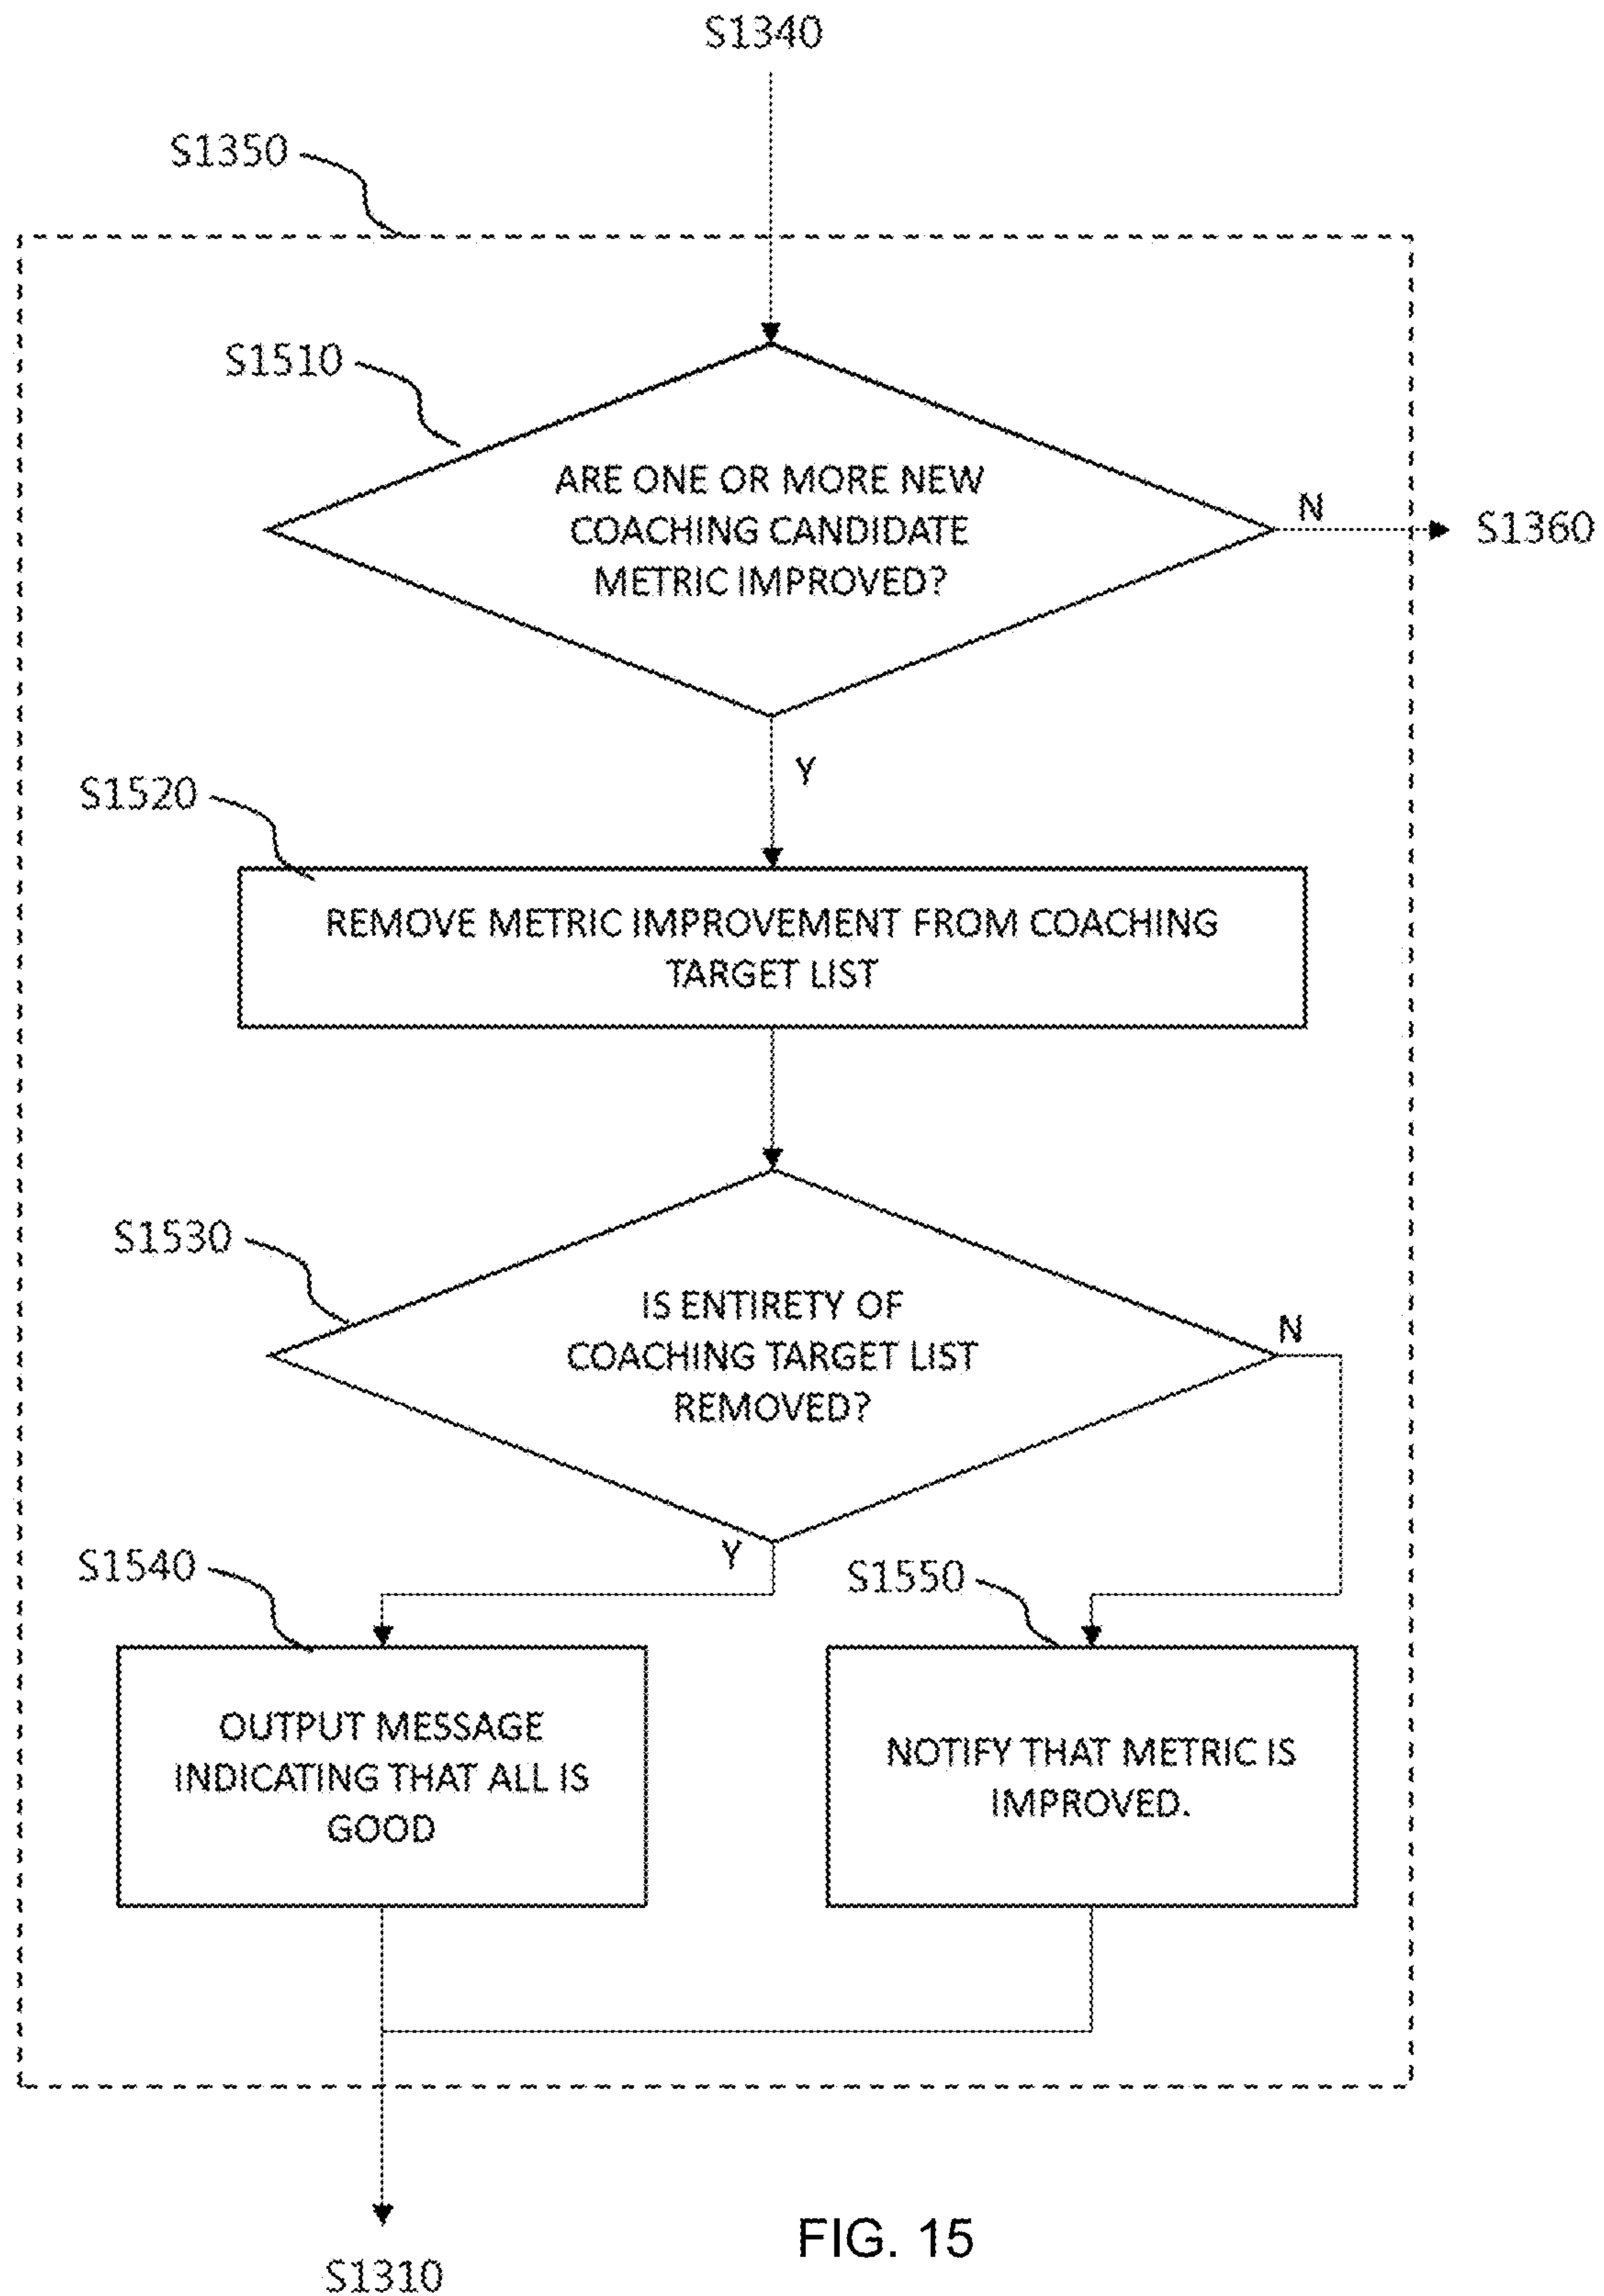 S1340
S1350
S1510
ARE ONE OR MORE NEW
COACHING CANDIDATE
METRIC IMPROVED?
N
S1360
Y
S1520
REMOVE METRIC IMPROVEMENT FROM COACHING
TARGET LIST
S1530
IS ENTIRETY OF
COACHING TARGET LIST
REMOVED?
N
Y
S1540
S1550
OUTPUT MESSAGE
INDICATING THAT ALL IS
GOOD
NOTIFY THAT METRIC IS
IMPROVED.
S1310
FIG. 15